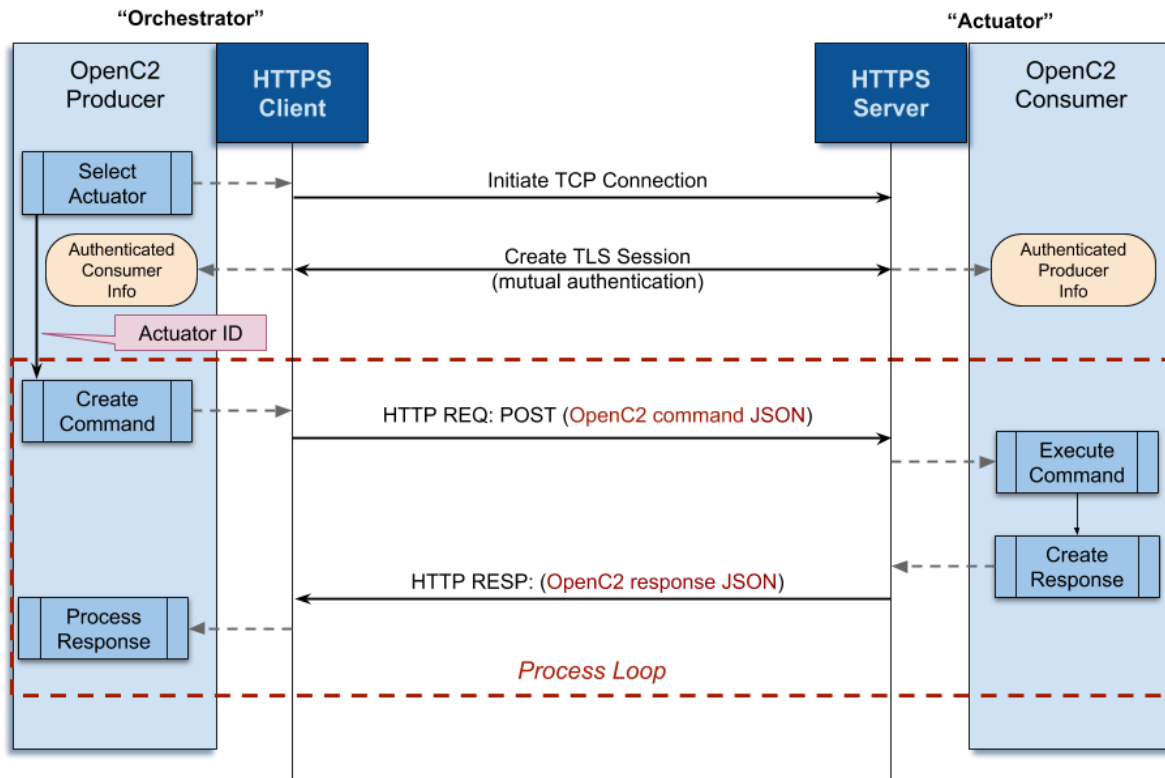 “Orchestrator”
“Actuator”
OpenC2
Producer
HTTPS
Client
HTTPS
Server
OpenC2
Consumer
Select
Actuator
Initiate TCP Connection
Authenticated
Consumer
Info
Create TLS Session
(mutual authentication)
Authenticated
Producer
Info
Actuator ID
Create
Command
HTTP REQ: POST (OpenC2 command JSON)
Execute
Command
Create
Response
HTTP RESP: (OpenC2 response JSON)
Process
Response
Process Loop